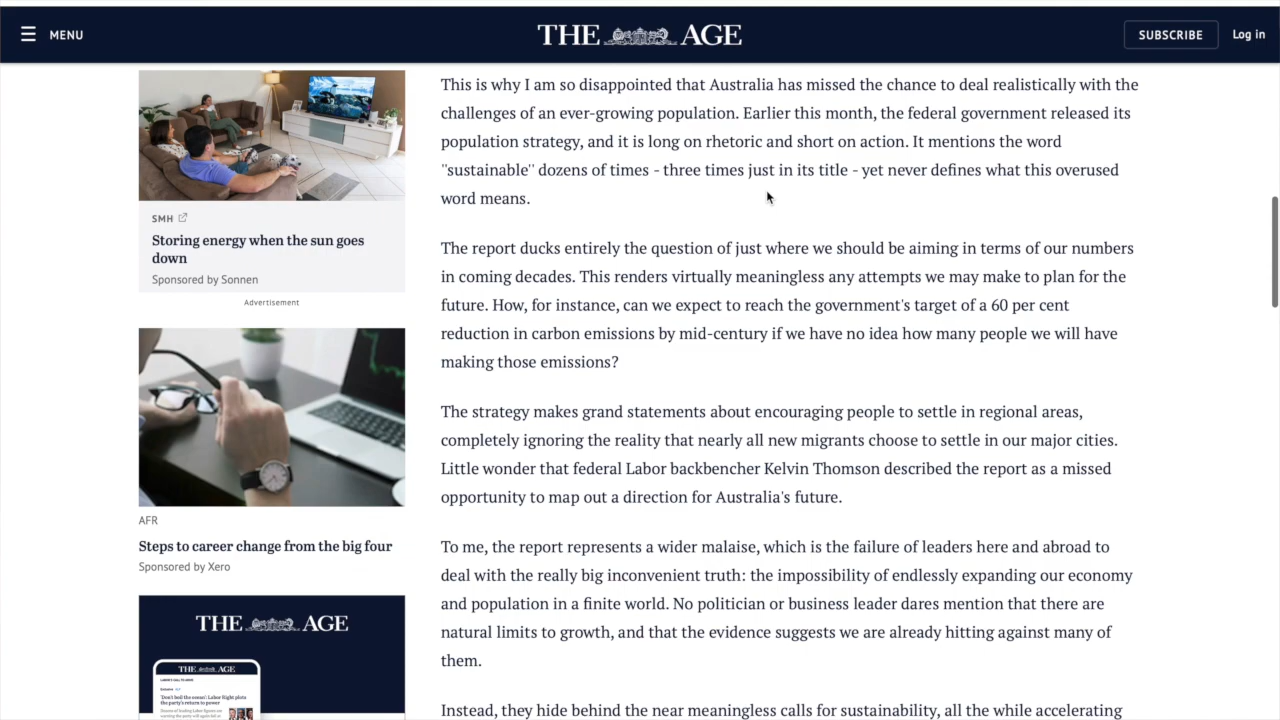 MENU
THE AGE
SUBSCRIBE
Log in
SMH
Storing energy when the sun goes
down
Sponsored by Sonnen
Advertisement
AFR
Steps to career change from the big four
Sponsored by Xero
THE AGE
THE AGE
This is why I am so disappointed that Australia has missed the chance to deal realistically with the
challenges of an ever-growing population. Earlier this month, the federal government released its
population strategy, and it is long on rhetoric and short on action. It mentions the word
"sustainable" dozens of times - three times just in its title - yet never defines what this overused
word means.
The report ducks entirely the question of just where we should be aiming in terms of our numbers
in coming decades. This renders virtually meaningless any attempts we may make to plan for the
future. How, for instance, can we expect to reach the government's target of a 60 per cent
reduction in carbon emissions by mid-century if we have no idea how many people we will have
making those emissions?
The strategy makes grand statements about encouraging people to settle in regional areas,
completely ignoring the reality that nearly all new migrants choose to settle in our major cities.
Little wonder that federal Labor backbencher Kelvin Thomson described the report as a missed
opportunity to map out a direction for Australia's future.
To me, the report represents a wider malaise, which is the failure of leaders here and abroad to
deal with the really big inconvenient truth: the impossibility of endlessly expanding our economy
and population in a finite world. No politician or business leader dares mention that there are
natural limits to growth, and that the evidence suggests we are already hitting against many of
them.
Instead, they hide behind the near meaningless calls for sustainability, all the while accelerating